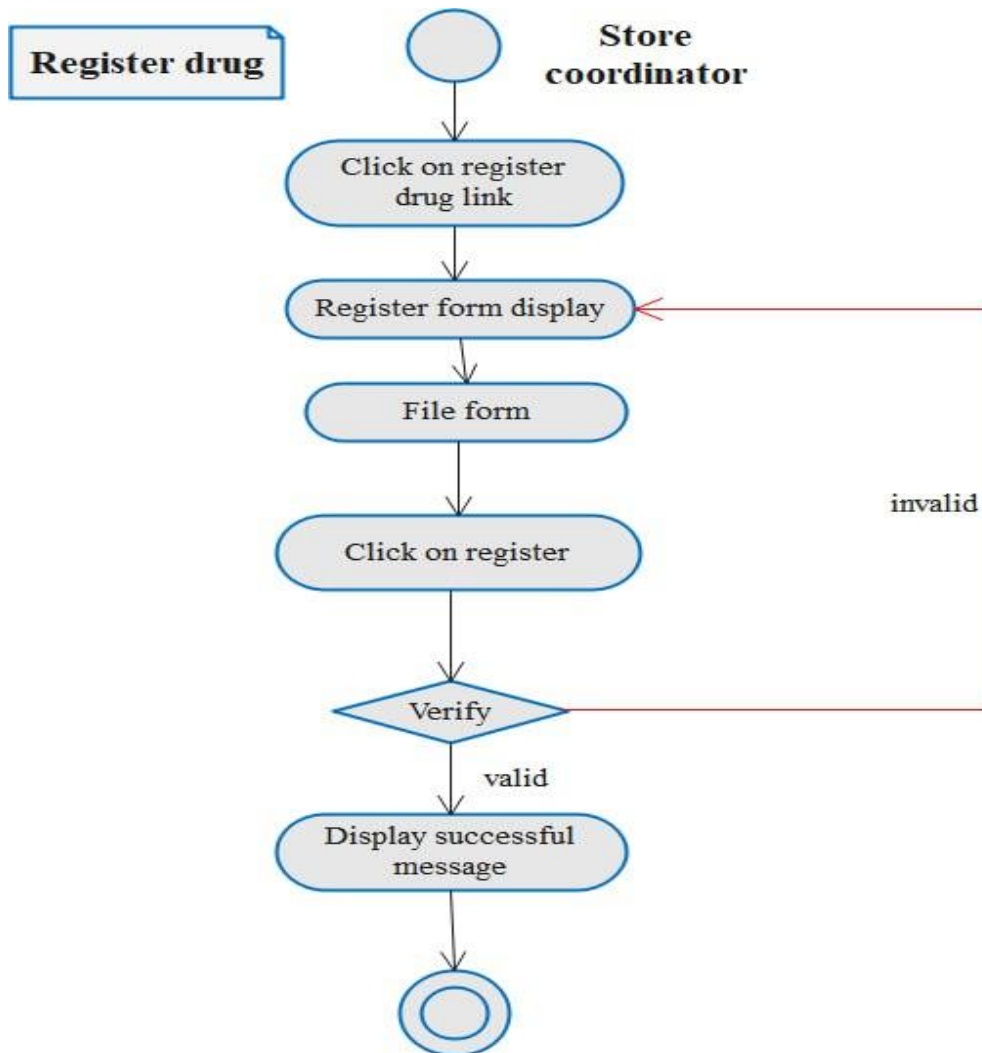 Register drug
Store
coordinator
Click on register
drug link
Register form display
File form
invalid
Click on register
Verify
valid
Display successful
message